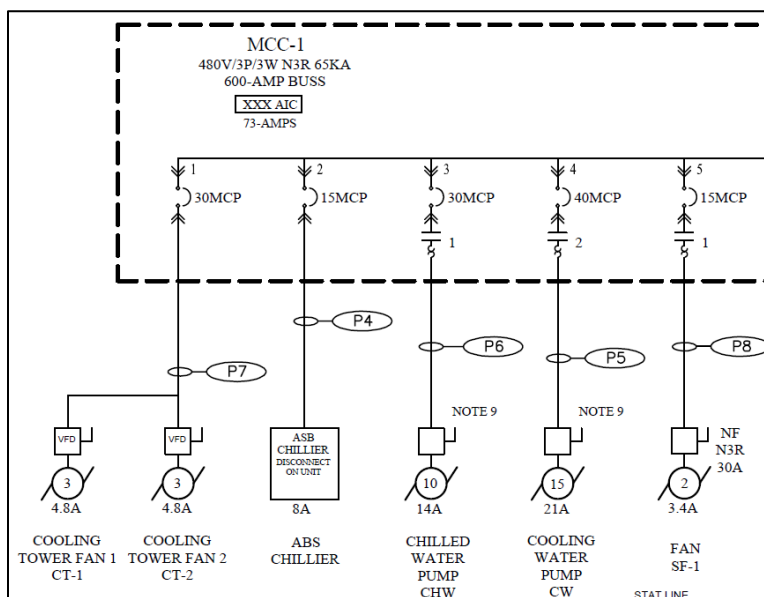 MCC-1
480V/3P/3W N3R 65KA
600-AMP BUSS
XXX AIC
73-AMPS
1
2
3
4
5
30MCP
15MCP
30MCP
40MCP
15MCP
1
2
1
P4
P6
P8
P5
P7
NOTE 9
NOTE 9
VFD
VFD
ASB
CHILLIER
DISCONNECT
ON UNIT
NF
N3R
30A
3
3
10
15
2
4.8A
4.8A
8A
14A
21A
3.4A
COOLING
TOWER FAN 1
CT-1
COOLING
TOWER FAN 2
CT-2
ABS
CHILLIER
CHILLED
WATER
PUMP
CHW
COOLING
WATER
PUMP
CW
FAN
SF-1
STAT LINE